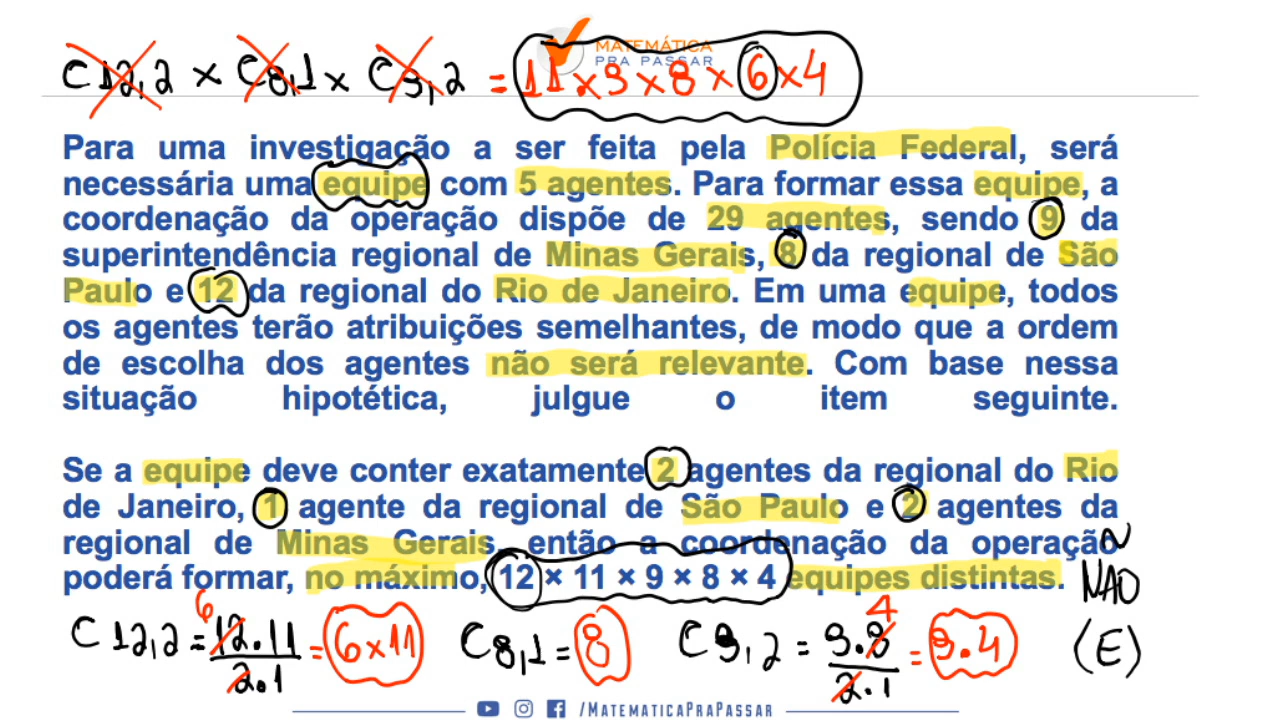 MATEMÁTICA
PRA PASSAR
C12,2 × C8,1 × C9,2 = 11×9×8×6×4
Para uma investigação a ser feita pela Polícia Federal, será
necessária uma equipe com 5 agentes. Para formar essa equipe, a
coordenação da operação dispõe de 29 agentes, sendo 9 da
superintendência regional de Minas Gerais, 8 da regional de São
Paulo e 12 da regional do Rio de Janeiro. Em uma equipe, todos
os agentes terão atribuições semelhantes, de modo que a ordem
de escolha dos agentes não será relevante. Com base nessa
situação hipotética, julgue o item seguinte.
Se a equipe deve conter exatamente 2 agentes da regional do Rio
de Janeiro, 1 agente da regional de São Paulo e 2 agentes da
regional de Minas Gerais, então a coordenação da operação
poderá formar, no máximo, 12 × 11 × 9 × 8 × 4 equipes distintas.
NÃO
(E)
C12,2 = 12.11/2.1 = 6×11
6
C8,1 = 8
C9,2 = 9.8/2.1 = 9.4
4
/MATEMATICAPRAPASSAR